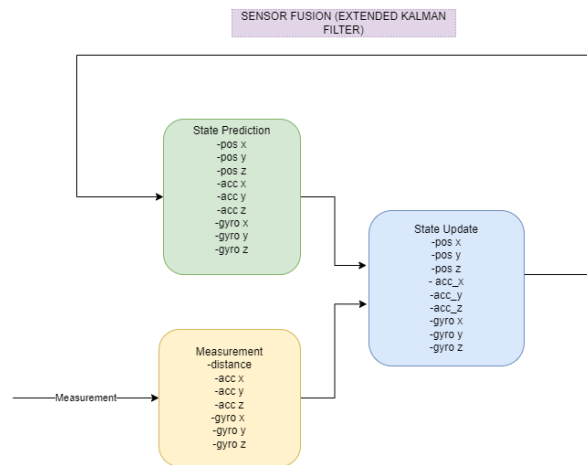 SENSOR FUSION (EXTENDED KALMAN
FILTER)
State Prediction
-pos x
-pos y
-pos z
-acc x
-acc y
-acc z
-gyro x
-gyro y
-gyro z
State Update
-pos x
-pos y
-pos z
- acc_x
-acc_y
-acc_z
-gyro x
-gyro y
-gyro z
Measurement
-distance
-acc x
-acc y
-acc z
-gyro x
-gyro y
-gyro z
Measurement